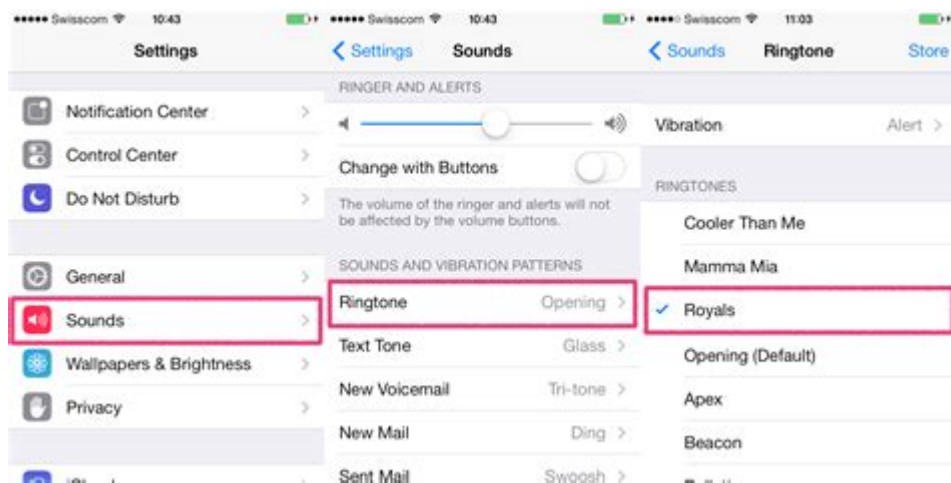 Swisscom 10:43
Settings
Notification Center
Control Center
Do Not Disturb
General
Sounds
Wallpapers & Brightness
Privacy
Swisscom 10:43
Settings Sounds
RINGER AND ALERTS
Change with Buttons
The volume of the ringer and alerts will not
be affected by the volume buttons.
SOUNDS AND VIBRATION PATTERNS
Ringtone Opening
Text Tone Glass
New Voicemail Tri-tone
New Mail Ding
Sent Mail Swoosh
Swisscom 11:03
Sounds Ringtone Store
Vibration Alert
RINGTONES
Cooler Than Me
Mamma Mia
Royals
Opening (Default)
Apex
Beacon